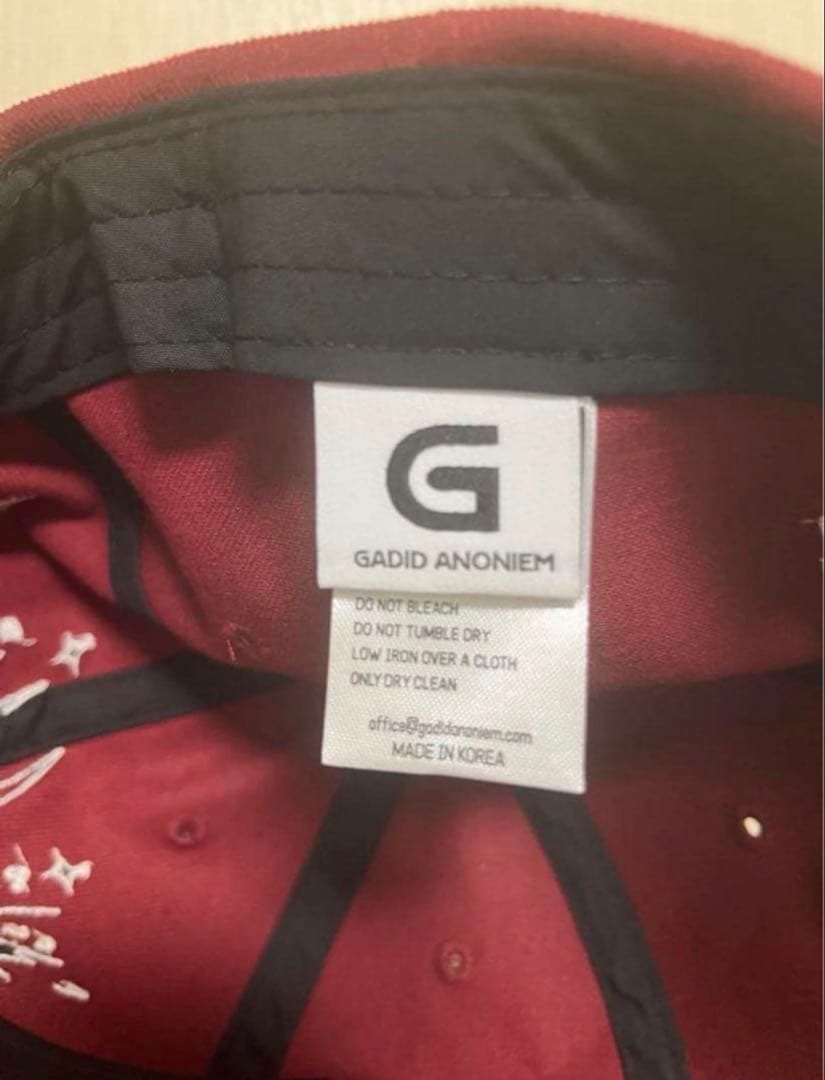 G
GADID ANONIEM
DO NOT BLEACH
DO NOT TUMBLE DRY
LOW IRON OVER A CLOTH
ONLY DRY CLEAN
office@gadidanoniem.com
MADE IN KOREA